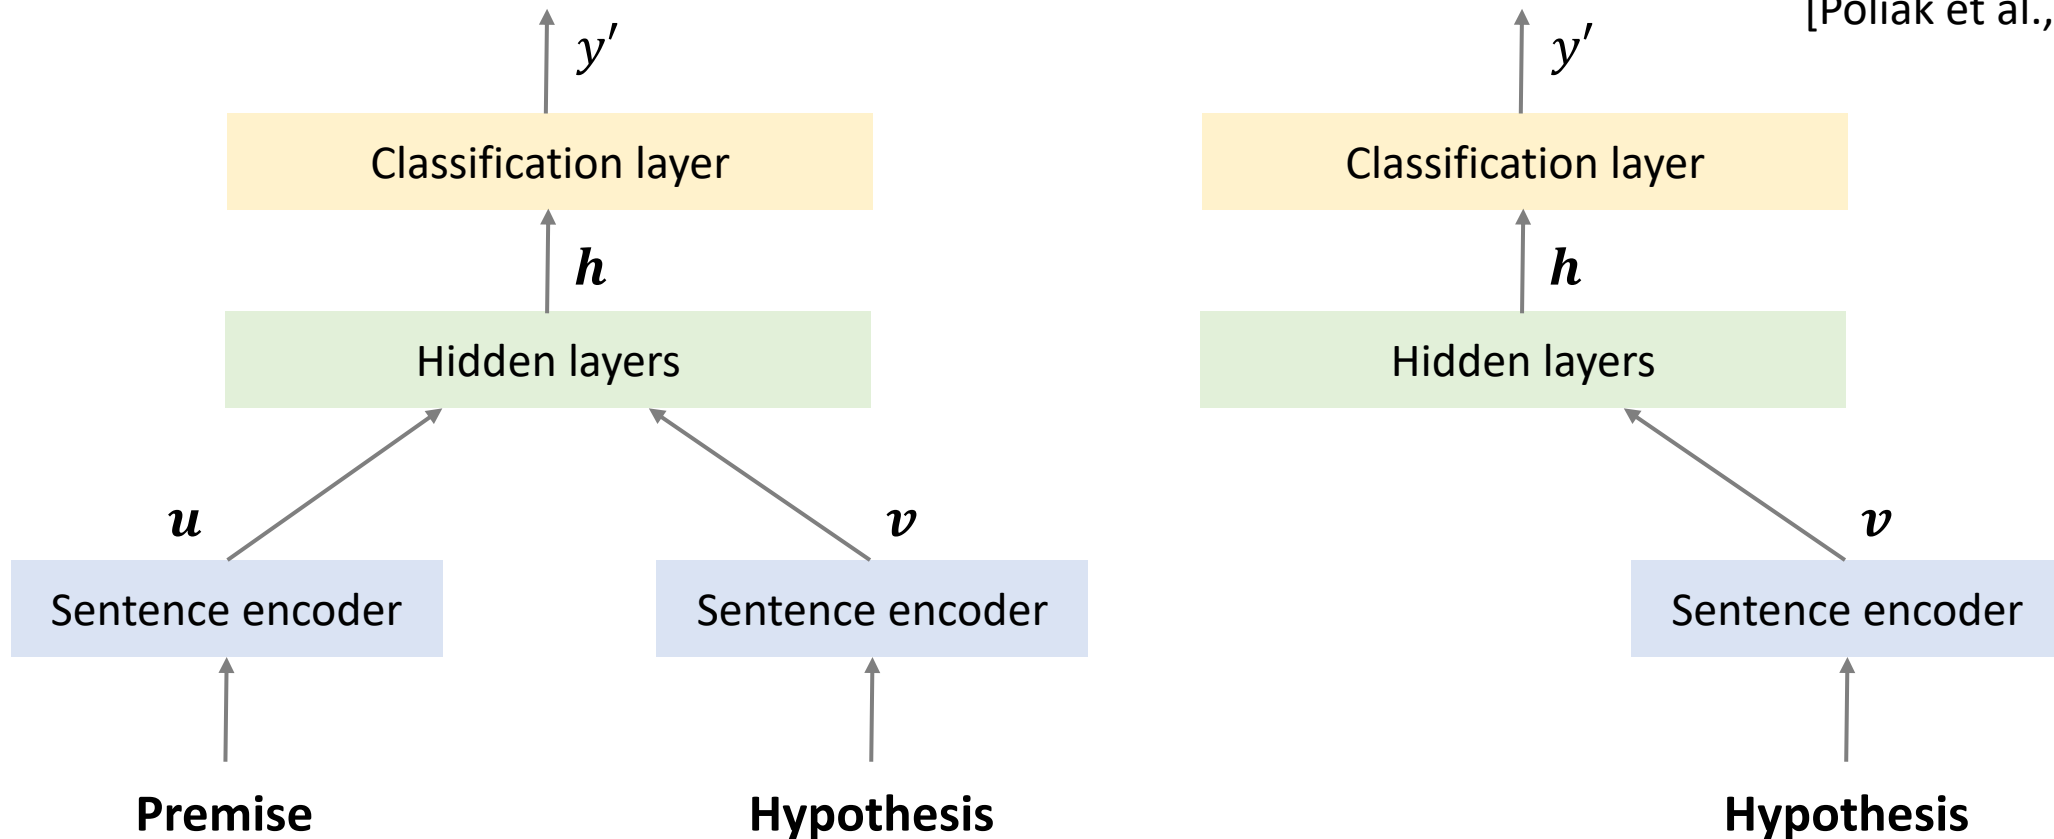 [Poliak et al.,
y′
Classification layer
h
Hidden layers
u
v
Sentence encoder
Sentence encoder
Premise
Hypothesis
y′
Classification layer
h
Hidden layers
v
Sentence encoder
Hypothesis